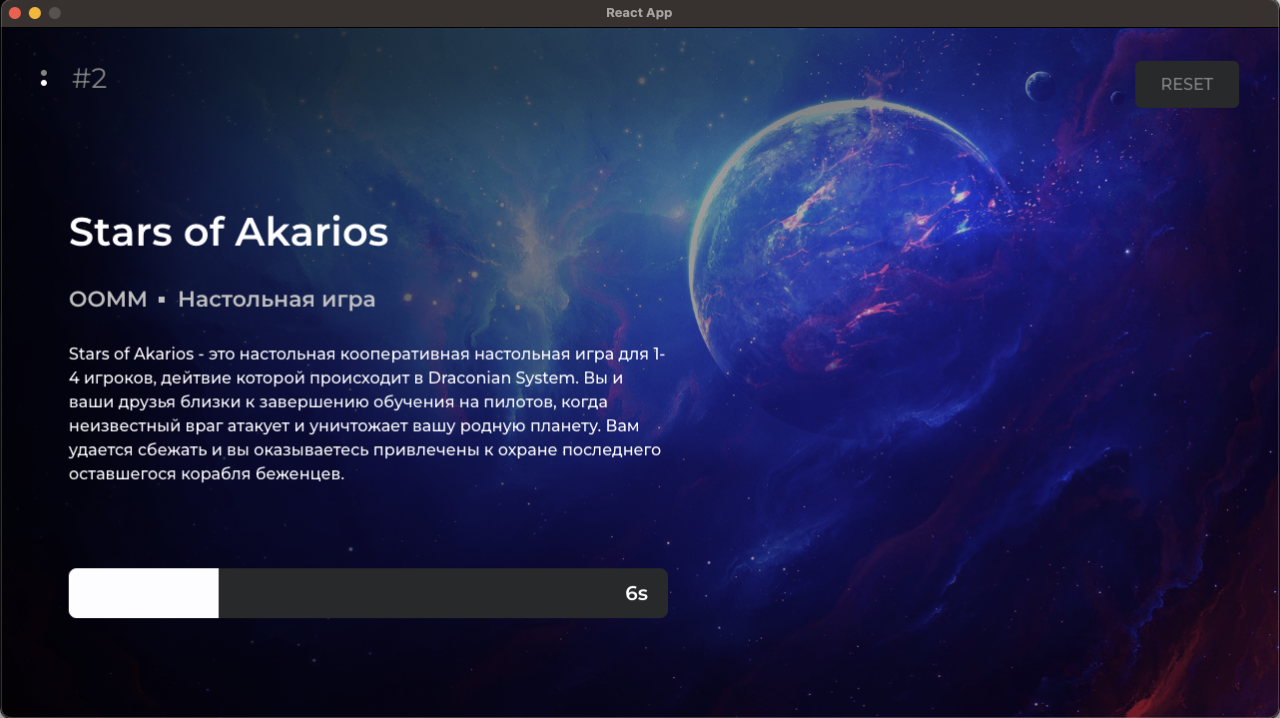 React App
#2
RESET
Stars of Akarios
OOMM ▪ Настольная игра
Stars of Akarios - это настольная кооперативная настольная игра для 1-
4 игроков, дейтвие которой происходит в Draconian System. Вы и
ваши друзья близки к завершению обучения на пилотов, когда
неизвестный враг атакует и уничтожает вашу родную планету. Вам
удается сбежать и вы оказываетесь привлечены к охране последнего
оставшегося корабля беженцев.
6s